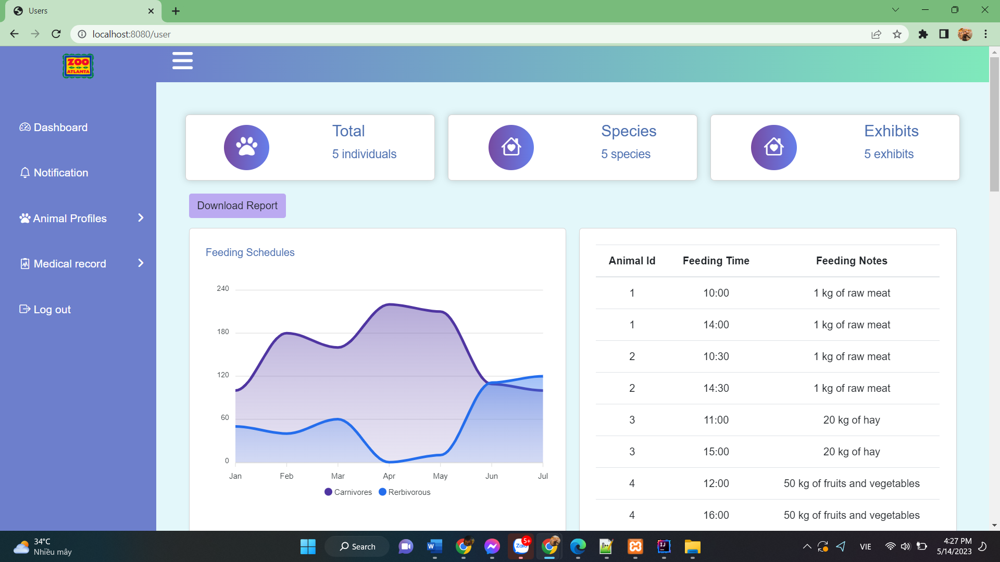 Users
localhost:8080/user
ZOO
ATLANTA
Dashboard
Notification
Animal Profiles
Medical record
Log out
Total
5 individuals
Species
5 species
Exhibits
5 exhibits
Download Report
Feeding Schedules
240
180
120
60
0
Jan Feb Mar Apr May Jun Jul
Carnivores Rerbivorous
Animal Id Feeding Time Feeding Notes
1 10:00 1 kg of raw meat
1 14:00 1 kg of raw meat
2 10:30 1 kg of raw meat
2 14:30 1 kg of raw meat
3 11:00 20 kg of hay
3 15:00 20 kg of hay
4 12:00 50 kg of fruits and vegetables
4 16:00 50 kg of fruits and vegetables
34°C
Nhiều mây
Search
W
Zalo
5+
IJ
VIE
4:27 PM
5/14/2023